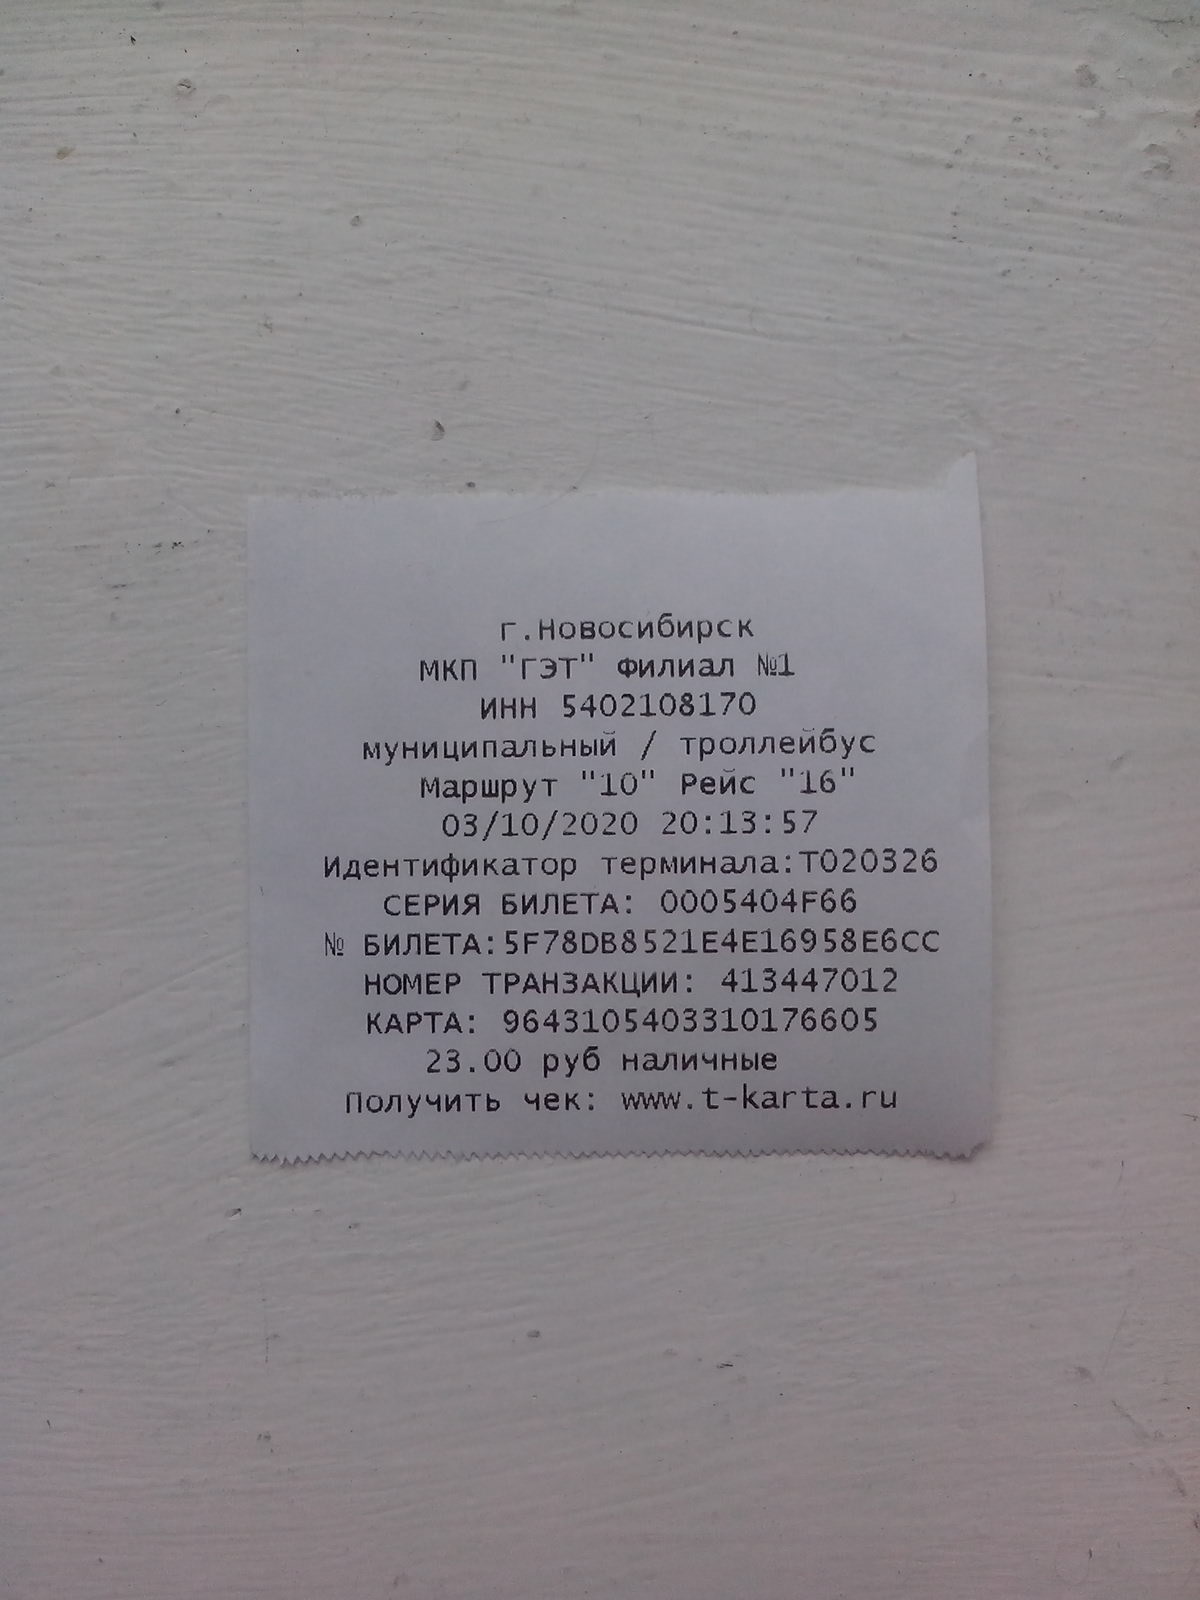 г.Новосибирск
МКП "ГЭТ" Филиал №1
ИНН 5402108170
муниципальный / троллейбус
Маршрут "10" Рейс "16"
03/10/2020 20:13:57
Идентификатор терминала:T020326
СЕРИЯ БИЛЕТА: 0005404F66
№ БИЛЕТА:5F78DB8521E4E16958E6CC
НОМЕР ТРАНЗАКЦИИ: 413447012
КАРТА: 9643105403310176605
23.00 руб наличные
Получить чек: www.t-karta.ru